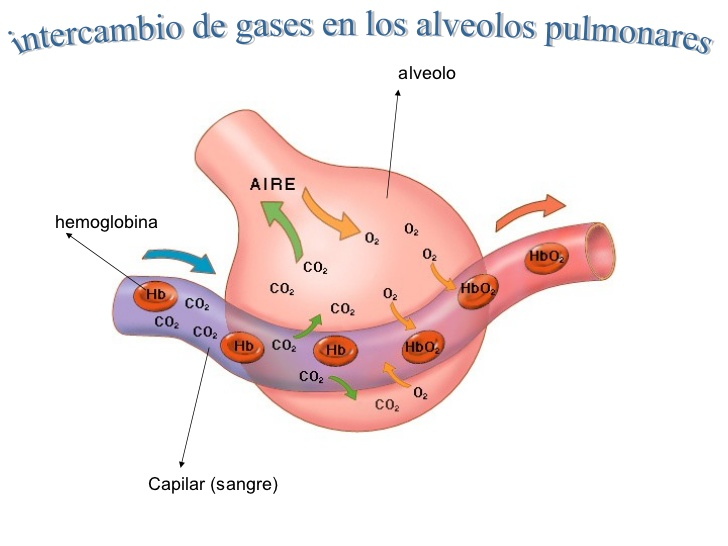 intercambio de gases en los alveolos pulmonares
alveolo
AIRE
hemoglobina
O₂
O₂
O₂
HbO₂
CO₂
CO₂
HbO₂
Hb
CO₂
O₂
CO₂
CO₂
CO₂
Hb
CO₂
Hb
HbO₂
CO₂
O₂
CO₂
Capilar (sangre)